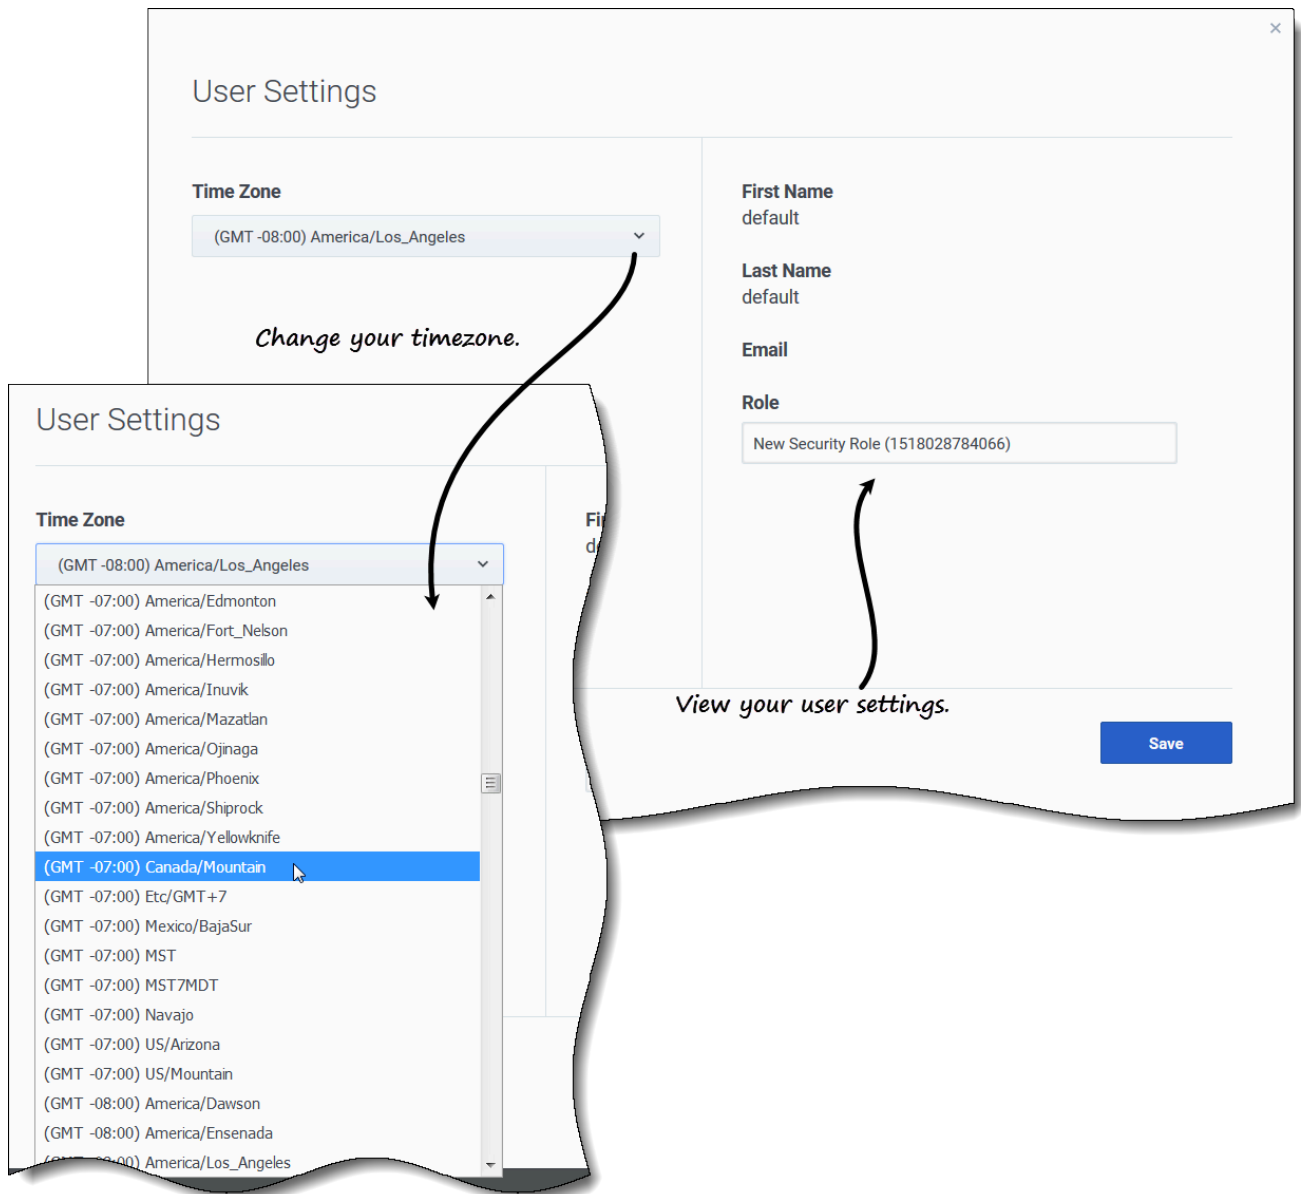 ×
User Settings
Time Zone
(GMT -08:00) America/Los_Angeles
Change your timezone.
First Name
default
Last Name
default
Email
Role
New Security Role (1518028784066)
View your user settings.
Save
User Settings
Time Zone
(GMT -08:00) America/Los_Angeles
(GMT -07:00) America/Edmonton
(GMT -07:00) America/Fort_Nelson
(GMT -07:00) America/Hermosillo
(GMT -07:00) America/Inuvik
(GMT -07:00) America/Mazatlan
(GMT -07:00) America/Ojinaga
(GMT -07:00) America/Phoenix
(GMT -07:00) America/Shiprock
(GMT -07:00) America/Yellowknife
(GMT -07:00) Canada/Mountain
(GMT -07:00) Etc/GMT+7
(GMT -07:00) Mexico/BajaSur
(GMT -07:00) MST
(GMT -07:00) MST7MDT
(GMT -07:00) Navajo
(GMT -07:00) US/Arizona
(GMT -07:00) US/Mountain
(GMT -08:00) America/Dawson
(GMT -08:00) America/Ensenada
(GMT -08:00) America/Los_Angeles